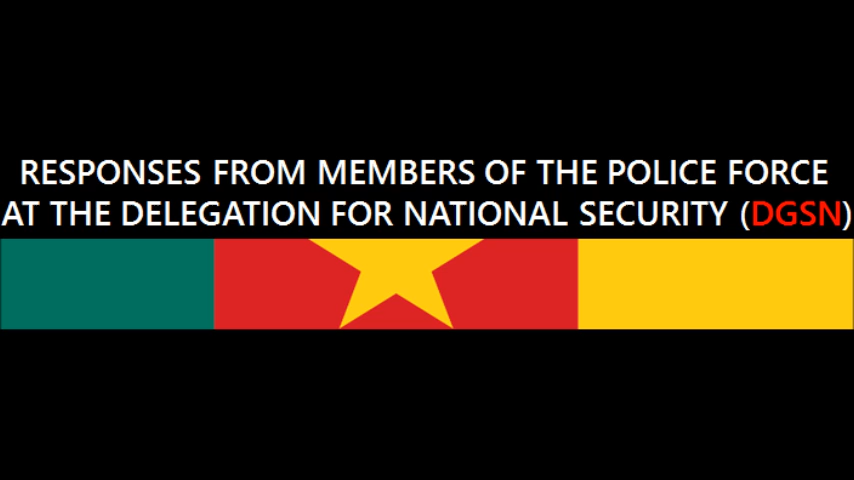 RESPONSES FROM MEMBERS OF THE POLICE FORCE
AT THE DELEGATION FOR NATIONAL SECURITY (DGSN)